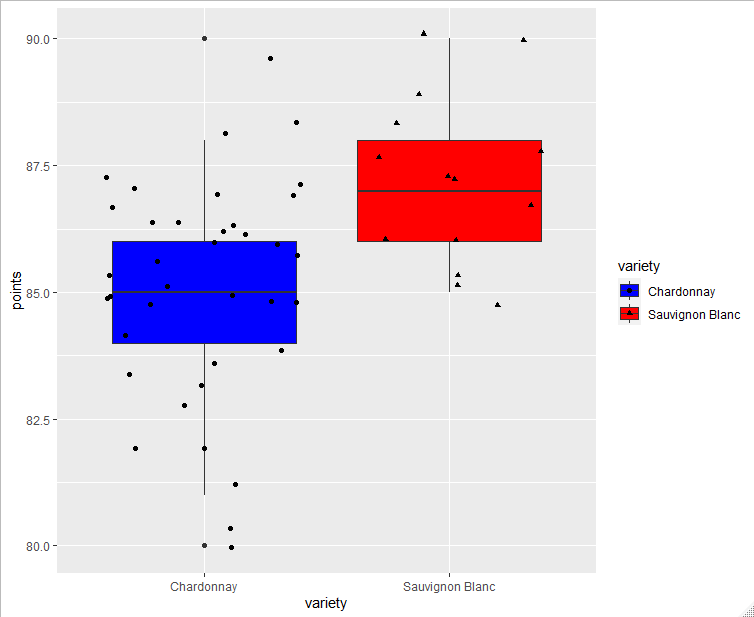 90.0
87.5
85.0
82.5
80.0
points
Chardonnay
Sauvignon Blanc
variety
variety
Chardonnay
Sauvignon Blanc